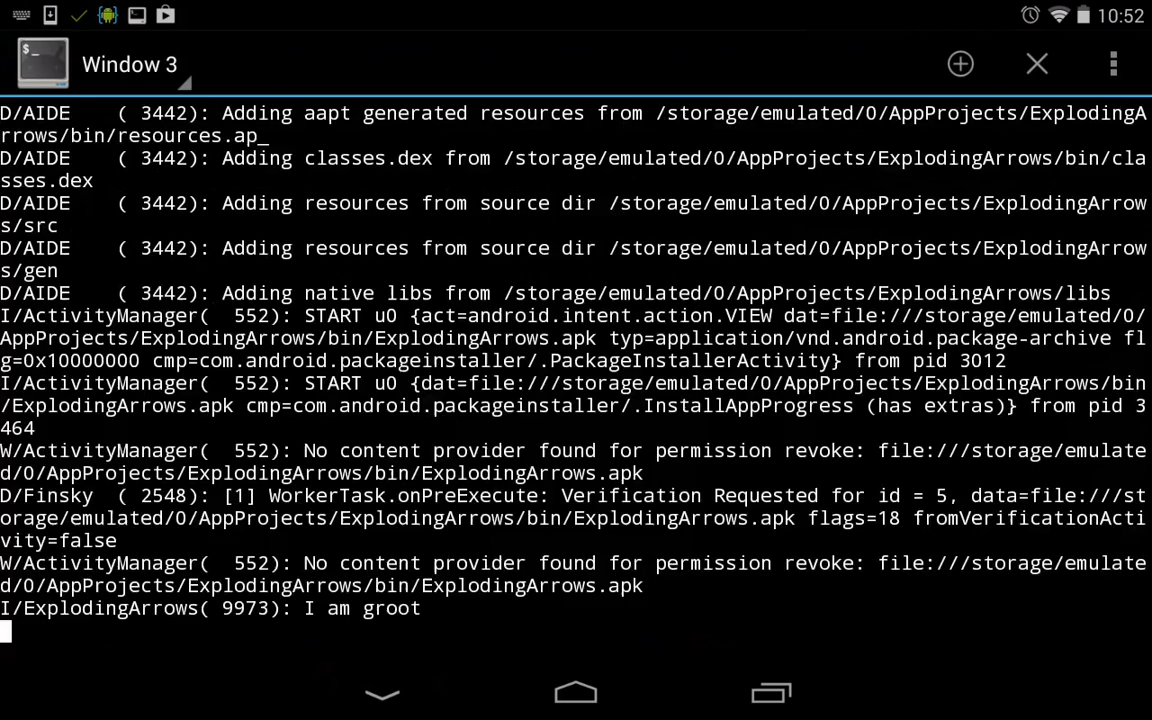 10:52
$_
Window 3
D/AIDE    ( 3442): Adding aapt generated resources from /storage/emulated/0/AppProjects/ExplodingA
rrows/bin/resources.ap_
D/AIDE    ( 3442): Adding classes.dex from /storage/emulated/0/AppProjects/ExplodingArrows/bin/cla
sses.dex
D/AIDE    ( 3442): Adding resources from source dir /storage/emulated/0/AppProjects/ExplodingArrow
s/src
D/AIDE    ( 3442): Adding resources from source dir /storage/emulated/0/AppProjects/ExplodingArrow
s/gen
D/AIDE    ( 3442): Adding native libs from /storage/emulated/0/AppProjects/ExplodingArrows/libs
I/ActivityManager(  552): START u0 {act=android.intent.action.VIEW dat=file:///storage/emulated/0/
AppProjects/ExplodingArrows/bin/ExplodingArrows.apk typ=application/vnd.android.package-archive fl
g=0x10000000 cmp=com.android.packageinstaller/.PackageInstallerActivity} from pid 3012
I/ActivityManager(  552): START u0 {dat=file:///storage/emulated/0/AppProjects/ExplodingArrows/bin
/ExplodingArrows.apk cmp=com.android.packageinstaller/.InstallAppProgress (has extras)} from pid 3
464
W/ActivityManager(  552): No content provider found for permission revoke: file:///storage/emulate
d/0/AppProjects/ExplodingArrows/bin/ExplodingArrows.apk
D/Finsky  ( 2548): [1] WorkerTask.onPreExecute: Verification Requested for id = 5, data=file:///st
orage/emulated/0/AppProjects/ExplodingArrows/bin/ExplodingArrows.apk flags=18 fromVerificationActi
vity=false
W/ActivityManager(  552): No content provider found for permission revoke: file:///storage/emulate
d/0/AppProjects/ExplodingArrows/bin/ExplodingArrows.apk
I/ExplodingArrows( 9973): I am groot